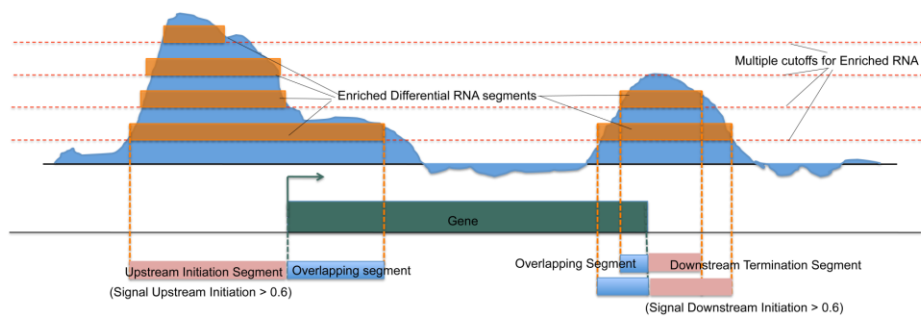 Multiple cutoffs for Enriched RNA
Enriched Differential RNA segments
Gene
Upstream Initiation Segment
Overlapping segment
Overlapping Segment
Downstream Termination Segment
(Signal Upstream Initiation > 0.6)
(Signal Downstream Initiation > 0.6)